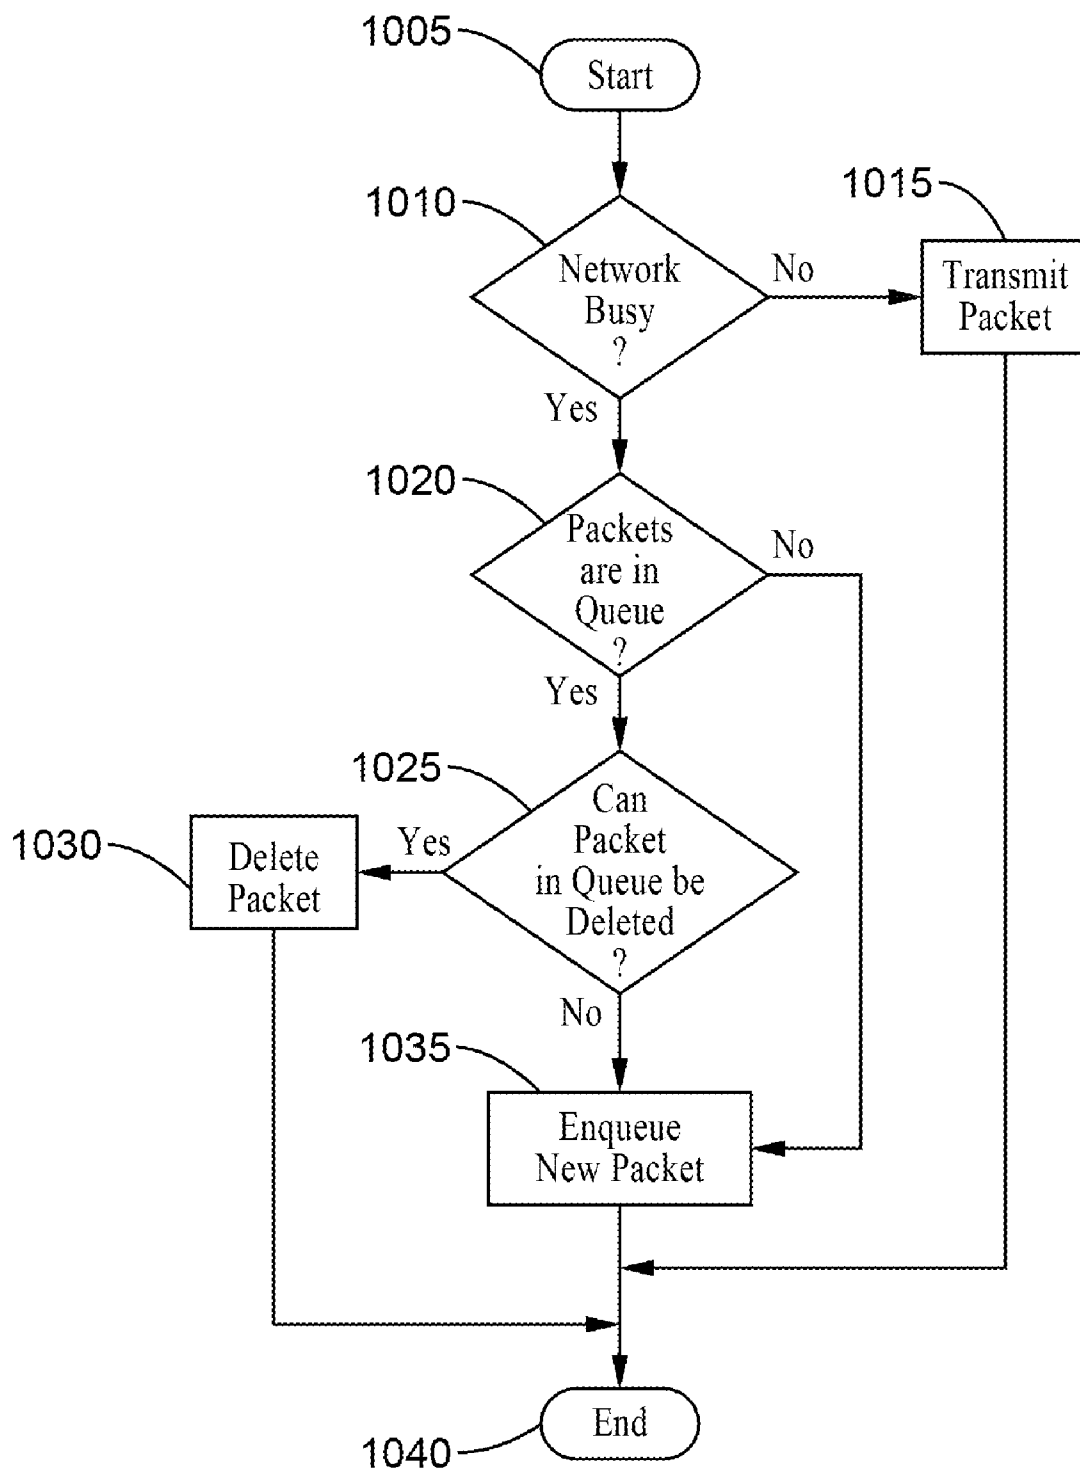 1005
Start
1010
Network
Busy
?
No
1015
Transmit
Packet
Yes
1020
Packets
are in
Queue
?
No
Yes
1025
Can
Packet
in Queue be
Deleted
?
Yes
1030
Delete
Packet
No
1035
Enqueue
New Packet
End
1040